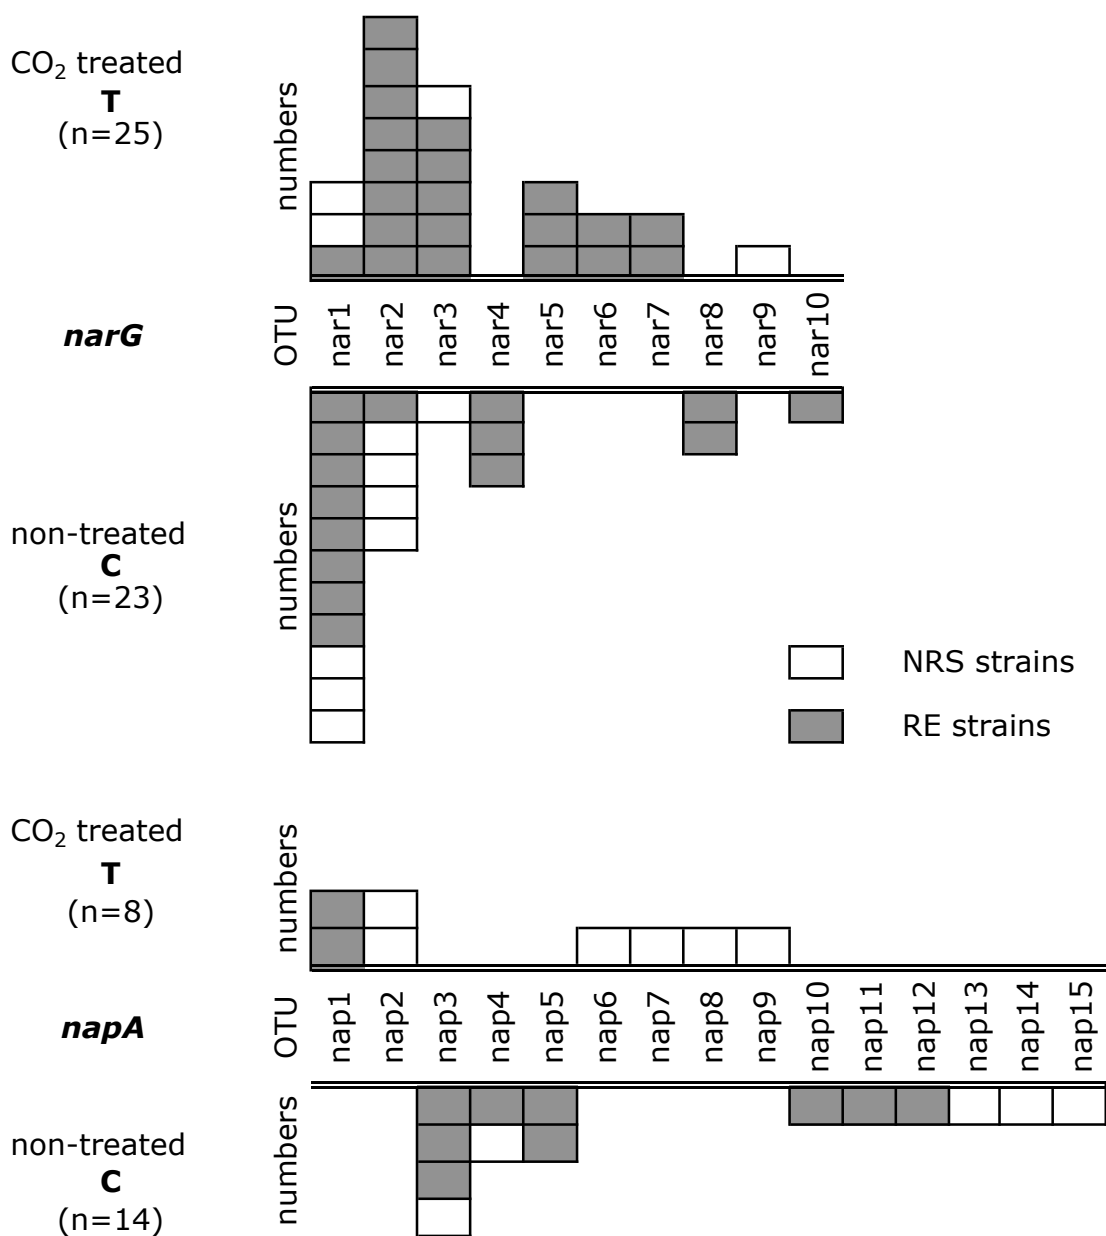 CO₂ treated
T
(n=25)
numbers
narG
OTU
nar1
nar2
nar3
nar4
nar5
nar6
nar7
nar8
nar9
nar10
non-treated
C
(n=23)
numbers
NRS strains
RE strains
CO₂ treated
T
(n=8)
numbers
napA
OTU
nap1
nap2
nap3
nap4
nap5
nap6
nap7
nap8
nap9
nap10
nap11
nap12
nap13
nap14
nap15
non-treated
C
(n=14)
numbers